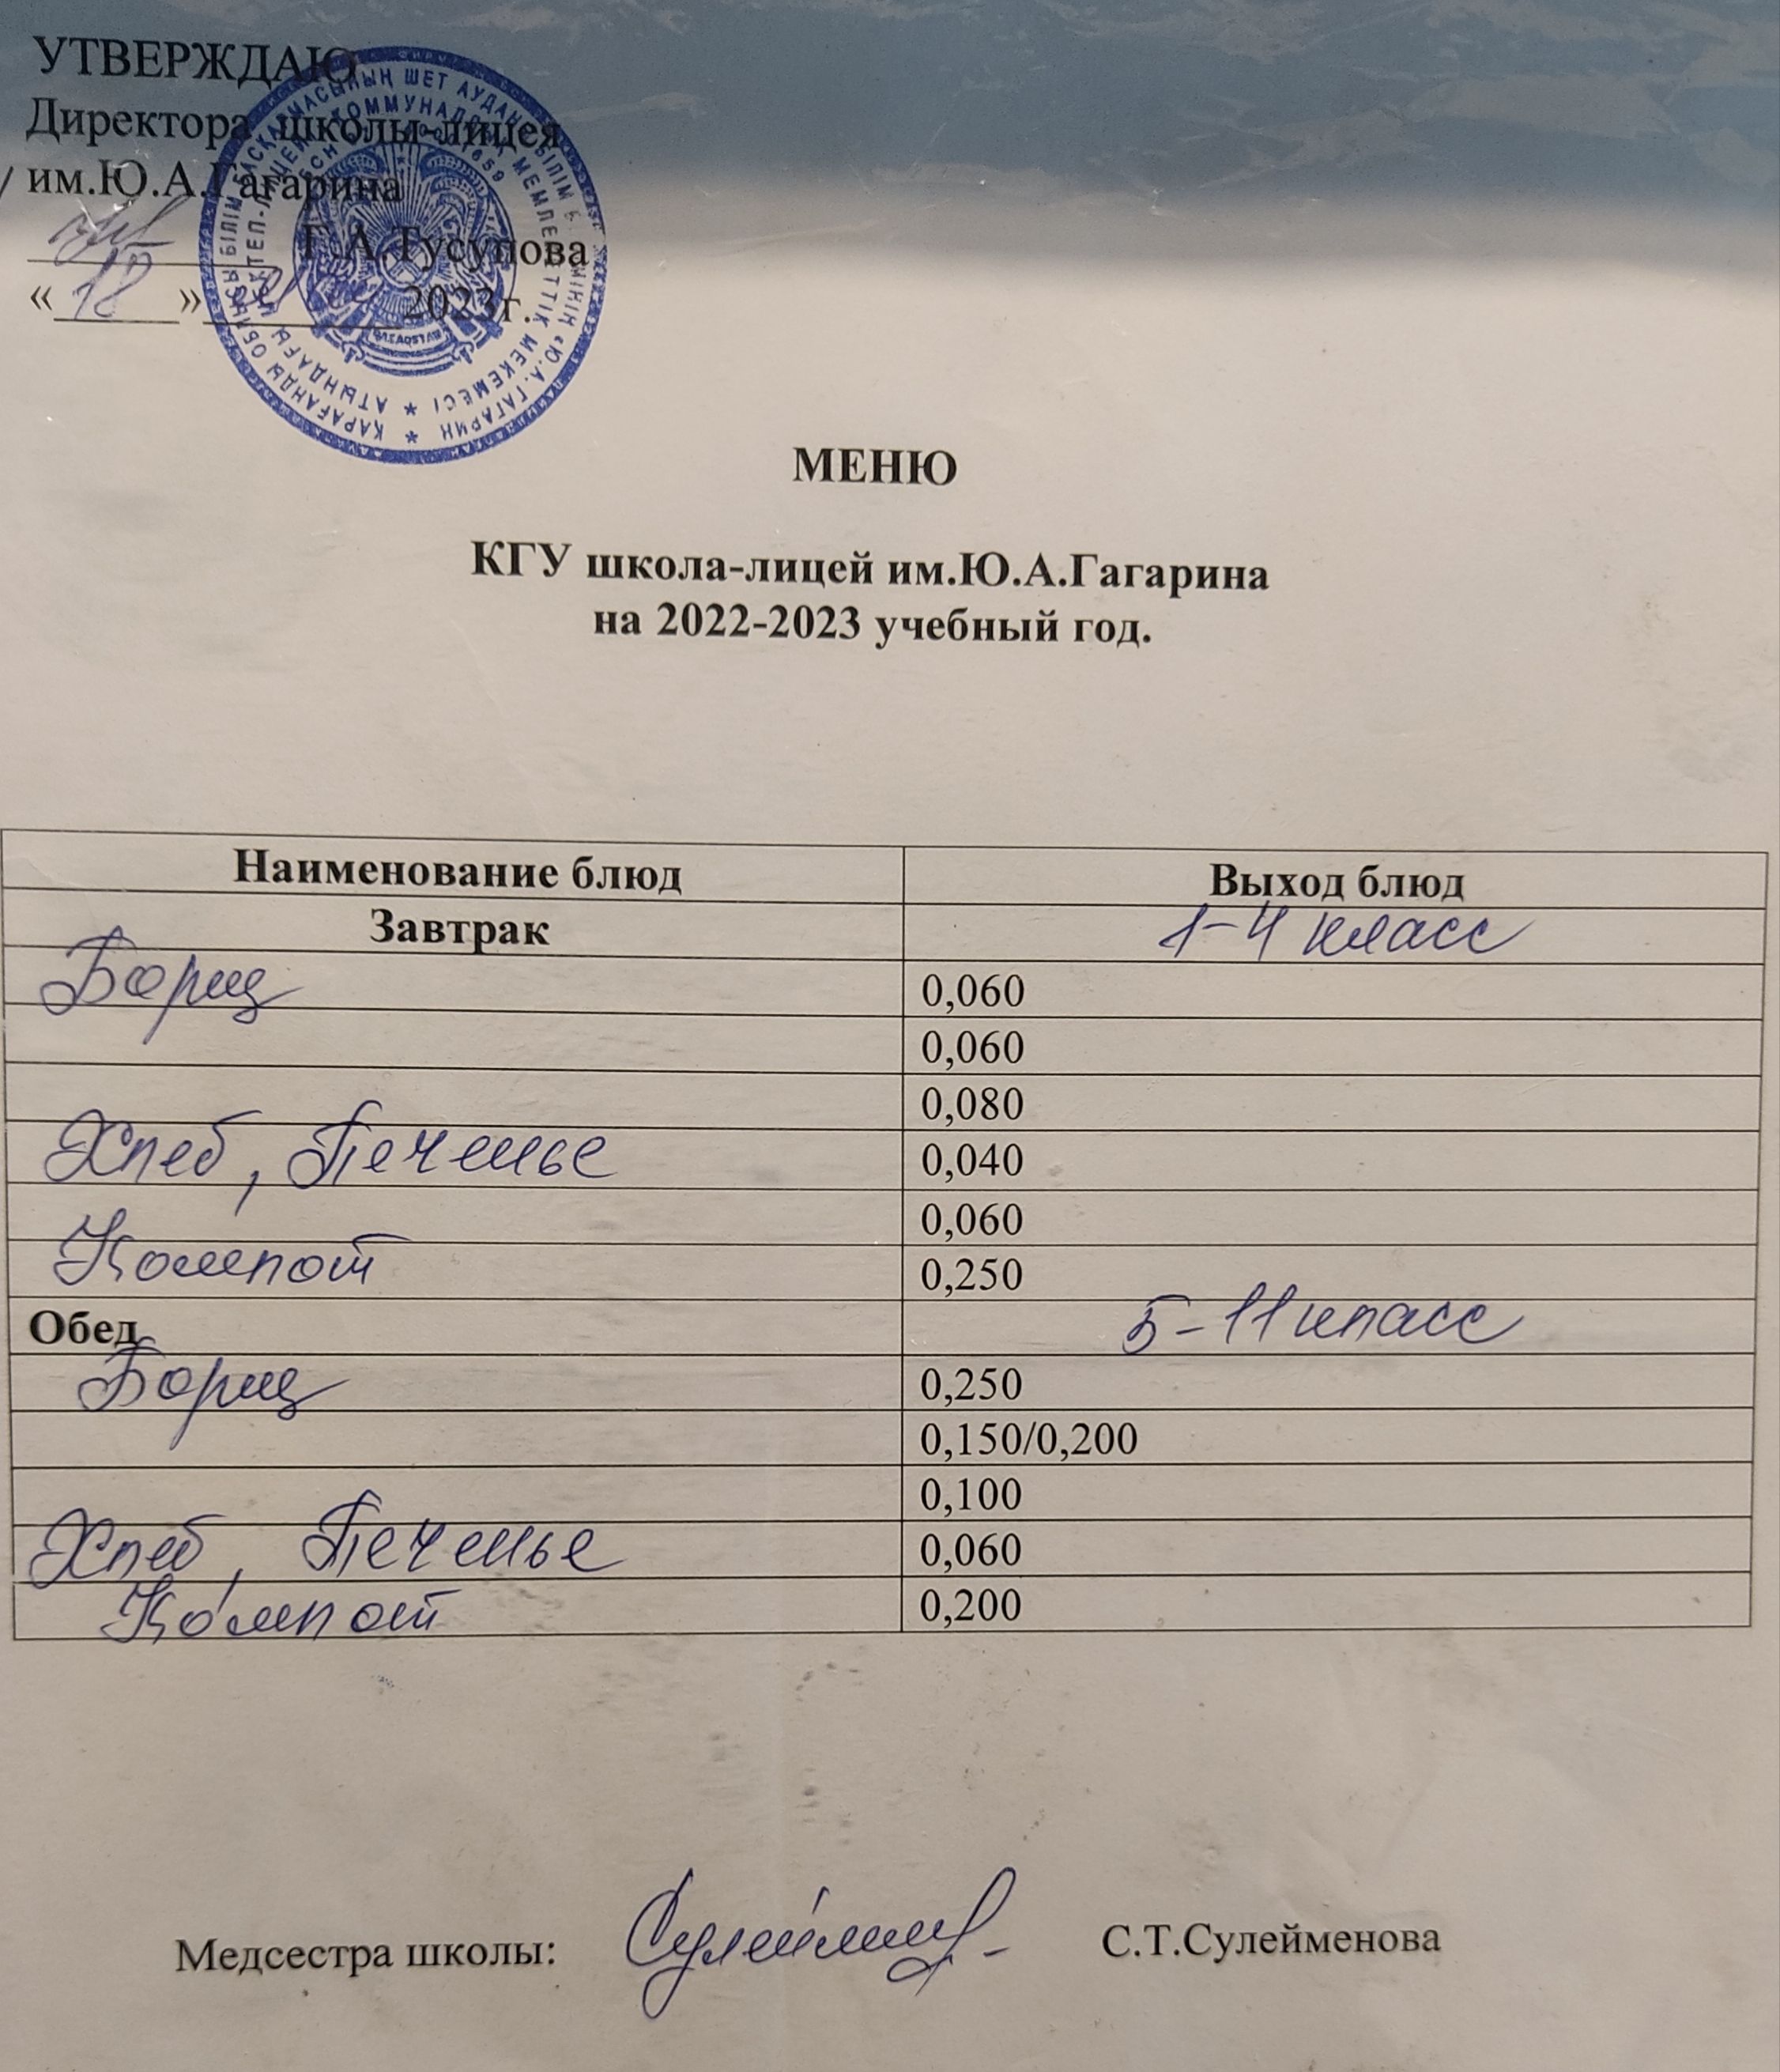 УТВЕРЖДАЮ
Директора школы-лицея
им.Ю.А.Гагарина
Г.А.Тусупова
«18» 2023г.
МЕНЮ
КГУ школа-лицей им.Ю.А.Гагарина
на 2022-2023 учебный год.
Наименование блюд Выход блюд
Завтрак 1-4 класс
Борщ 0,060
0,060
0,080
Хлеб, Печенье 0,040
0,060
Компот 0,250
Обед 5-11 класс
Борщ 0,250
0,150/0,200
0,100
Хлеб, Печенье 0,060
Компот 0,200
Медсестра школы: С.Т.Сулейменова